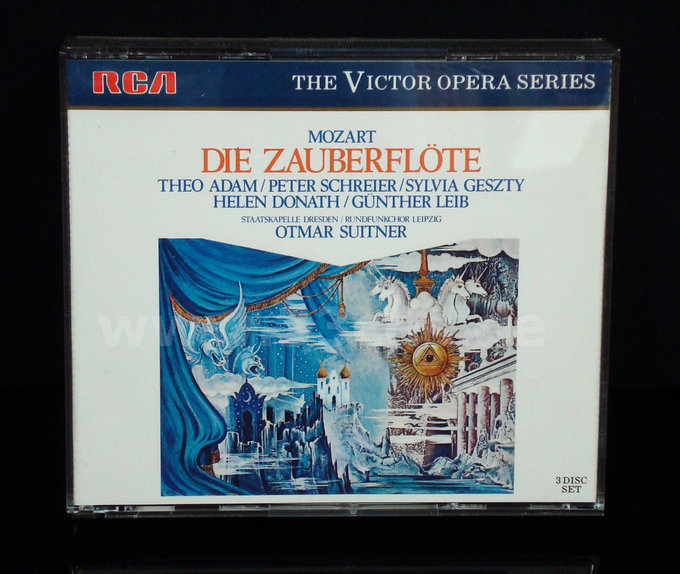 RCA
THE VICTOR OPERA SERIES
MOZART
DIE ZAUBERFLÖTE
THEO ADAM/PETER SCHREIER/SYLVIA GESZTY
HELEN DONATH/GÜNTHER LEIB
STAATSKAPELLE DRESDEN/RUNDFUNKCHOR LEIPZIG
OTMAR SUITNER
3 DISC
SET